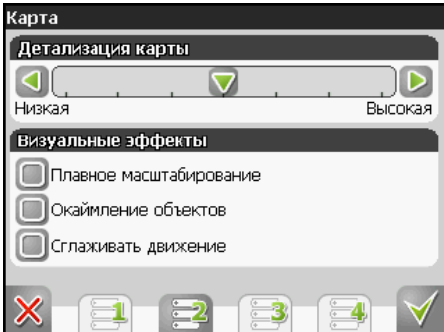 Карта
Детализация карты
Низкая Высокая
Визуальные эффекты
Плавное масштабирование
Окаймление объектов
Сглаживать движение
1 2 3 4